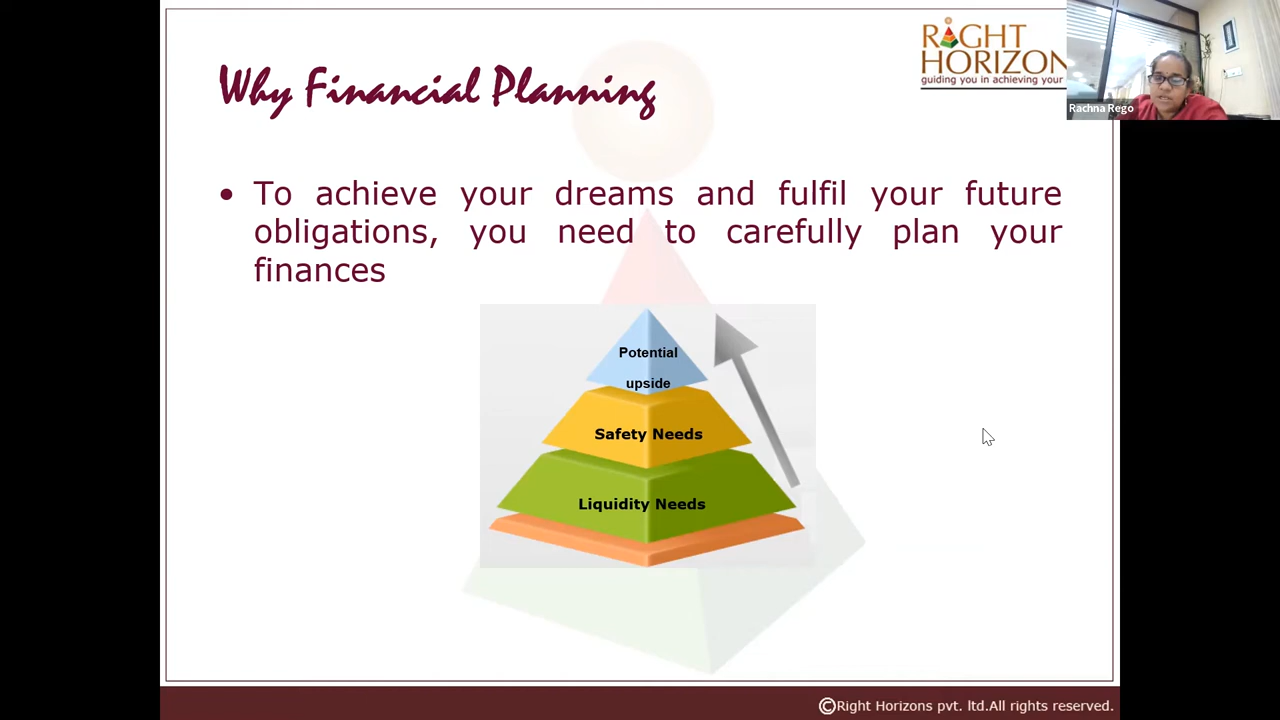 Why Financial Planning
RIGHT
HORIZON
guiding you in achieving your
Rachna Rego
• To achieve your dreams and fulfil your future
obligations, you need to carefully plan your
finances
Potential
upside
Safety Needs
Liquidity Needs
©Right Horizons pvt. ltd.All rights reserved.